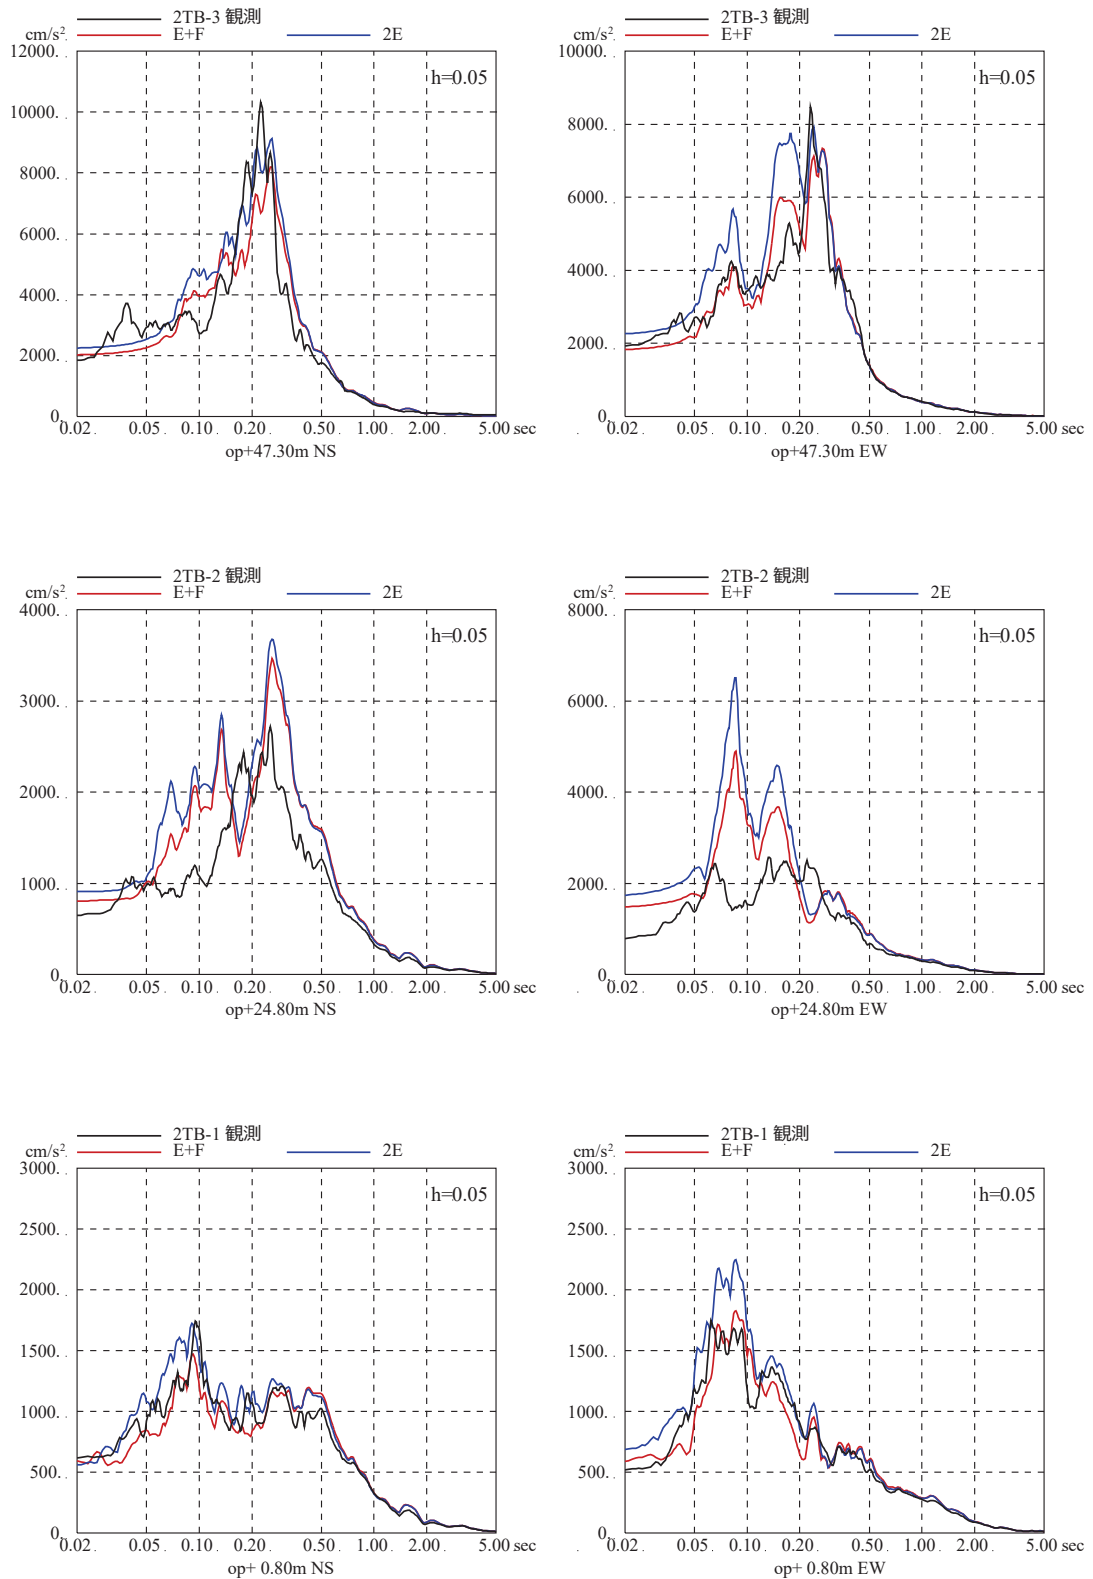 2TB-3 観測
cm/s² E+F 2E
12000.
h=0.05
10000.
8000.
6000.
4000.
2000.
0.
0.02 0.05 0.10 0.20 0.50 1.00 2.00 5.00 sec
op+47.30m NS
2TB-3 観測
cm/s² E+F 2E
10000.
h=0.05
8000.
6000.
4000.
2000.
0.
0.02 0.05 0.10 0.20 0.50 1.00 2.00 5.00 sec
op+47.30m EW
2TB-2 観測
cm/s² E+F 2E
4000.
h=0.05
3000.
2000.
1000.
0.
0.02 0.05 0.10 0.20 0.50 1.00 2.00 5.00 sec
op+24.80m NS
2TB-2 観測
cm/s² E+F 2E
8000.
h=0.05
6000.
4000.
2000.
0.
0.02 0.05 0.10 0.20 0.50 1.00 2.00 5.00 sec
op+24.80m EW
2TB-1 観測
cm/s² E+F 2E
3000.
h=0.05
2500.
2000.
1500.
1000.
500.
0.
0.02 0.05 0.10 0.20 0.50 1.00 2.00 5.00 sec
op+ 0.80m NS
2TB-1 観測
cm/s² E+F 2E
3000.
h=0.05
2500.
2000.
1500.
1000.
500.
0.
0.02 0.05 0.10 0.20 0.50 1.00 2.00 5.00 sec
op+ 0.80m EW